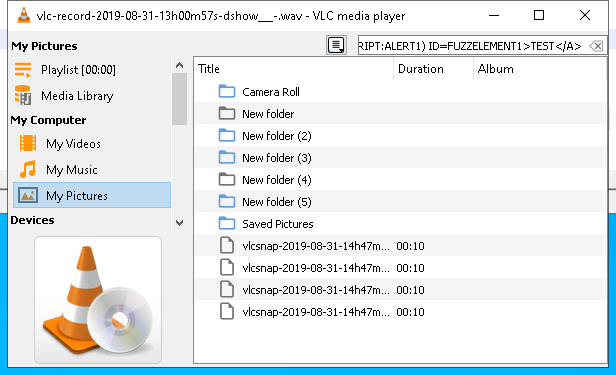 vlc-record-2019-08-31-13h00m57s-dshow__-.wav - VLC media player
My Pictures
Playlist [00:00]
Media Library
My Computer
My Videos
My Music
My Pictures
Devices
RIPT:ALERT1) ID=FUZZELEMENT1>TEST</A>
Title Duration Album
Camera Roll
New folder
New folder (2)
New folder (3)
New folder (4)
New folder (5)
Saved Pictures
vlcsnap-2019-08-31-14h47m... 00:10
vlcsnap-2019-08-31-14h47m... 00:10
vlcsnap-2019-08-31-14h47m... 00:10
vlcsnap-2019-08-31-14h47m... 00:10